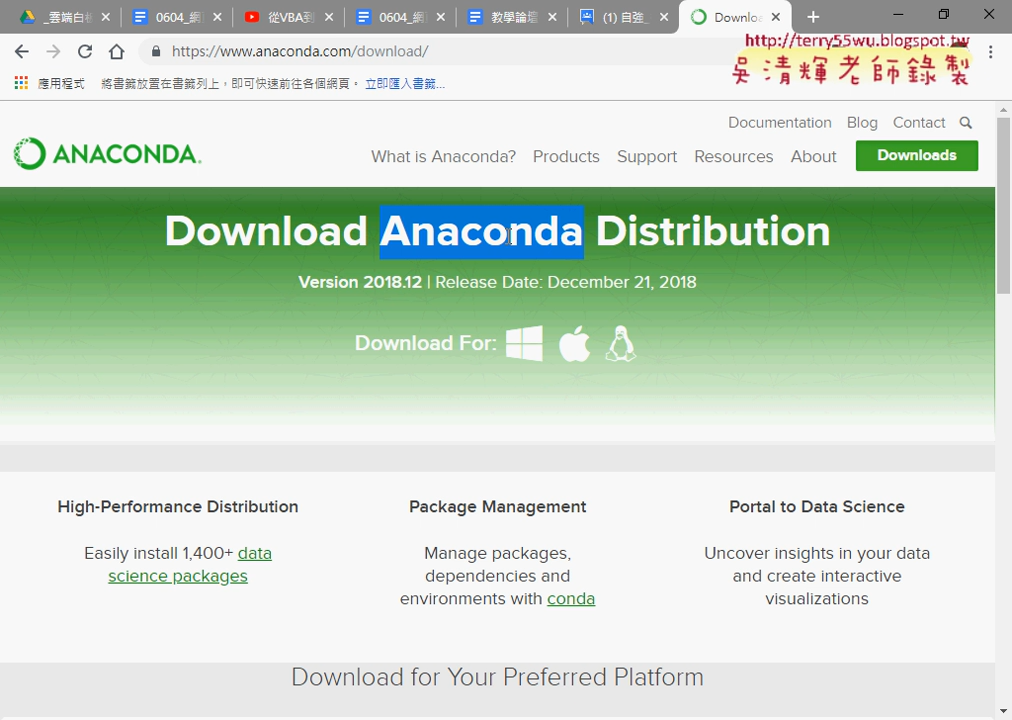 _雲端白板
0604_網
從VBA到
0604_網
教學論壇
(1) 自強_
Downlo
https://www.anaconda.com/download/
http://terry55wu.blogspot.tw
吳清輝老師錄製
應用程式
將書籤放置在書籤列上,即可快速前往各個網頁。
立即匯入書籤...
Documentation
Blog
Contact
ANACONDA.
What is Anaconda?
Products
Support
Resources
About
Downloads
Download Anaconda Distribution
Version 2018.12 | Release Date: December 21, 2018
Download For:
High-Performance Distribution
Easily install 1,400+ data
science packages
Package Management
Manage packages,
dependencies and
environments with conda
Portal to Data Science
Uncover insights in your data
and create interactive
visualizations
Download for Your Preferred Platform